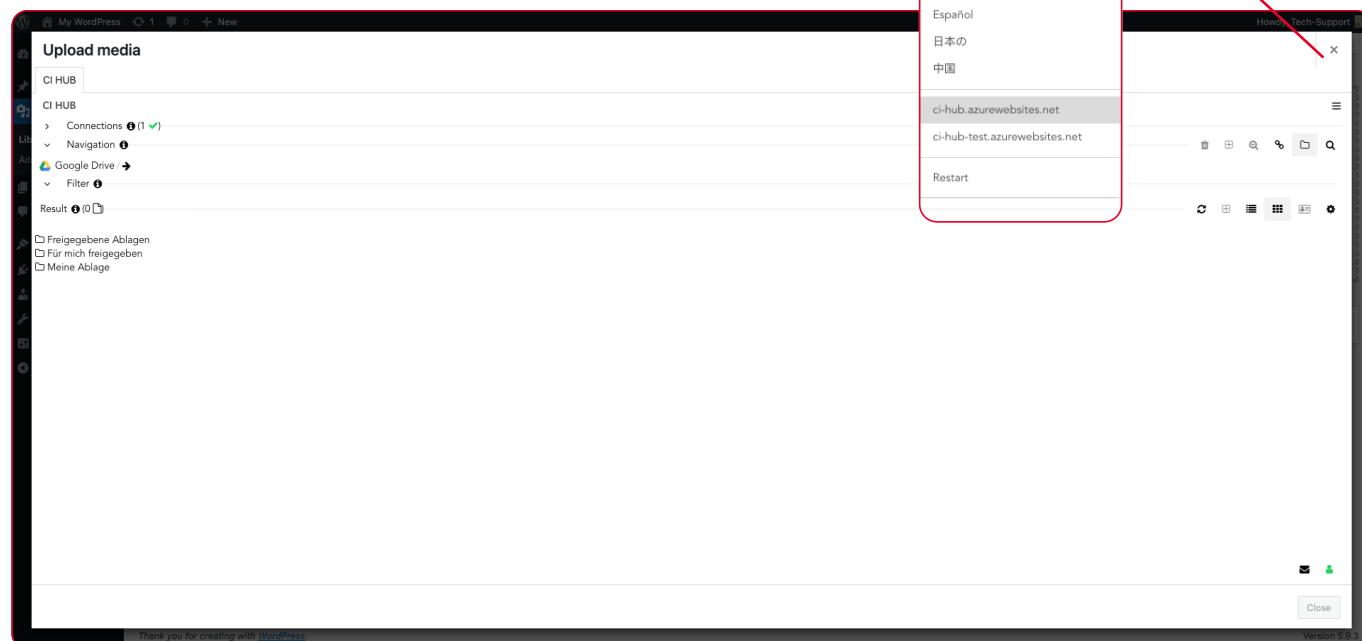 My WordPress 1 0 + New
Howdy, Tech-Support
Upload media
CI HUB
CI HUB
Connections (1 ✓)
Navigation
Google Drive /
Filter
Result (0)
Freigegebene Ablagen
Für mich freigegeben
Meine Ablage
Español
日本の
中国
ci-hub.azurewebsites.net
ci-hub-test.azurewebsites.net
Restart
Lib
Ad
Close
Thank you for creating with WordPress.
Version 5.9.3